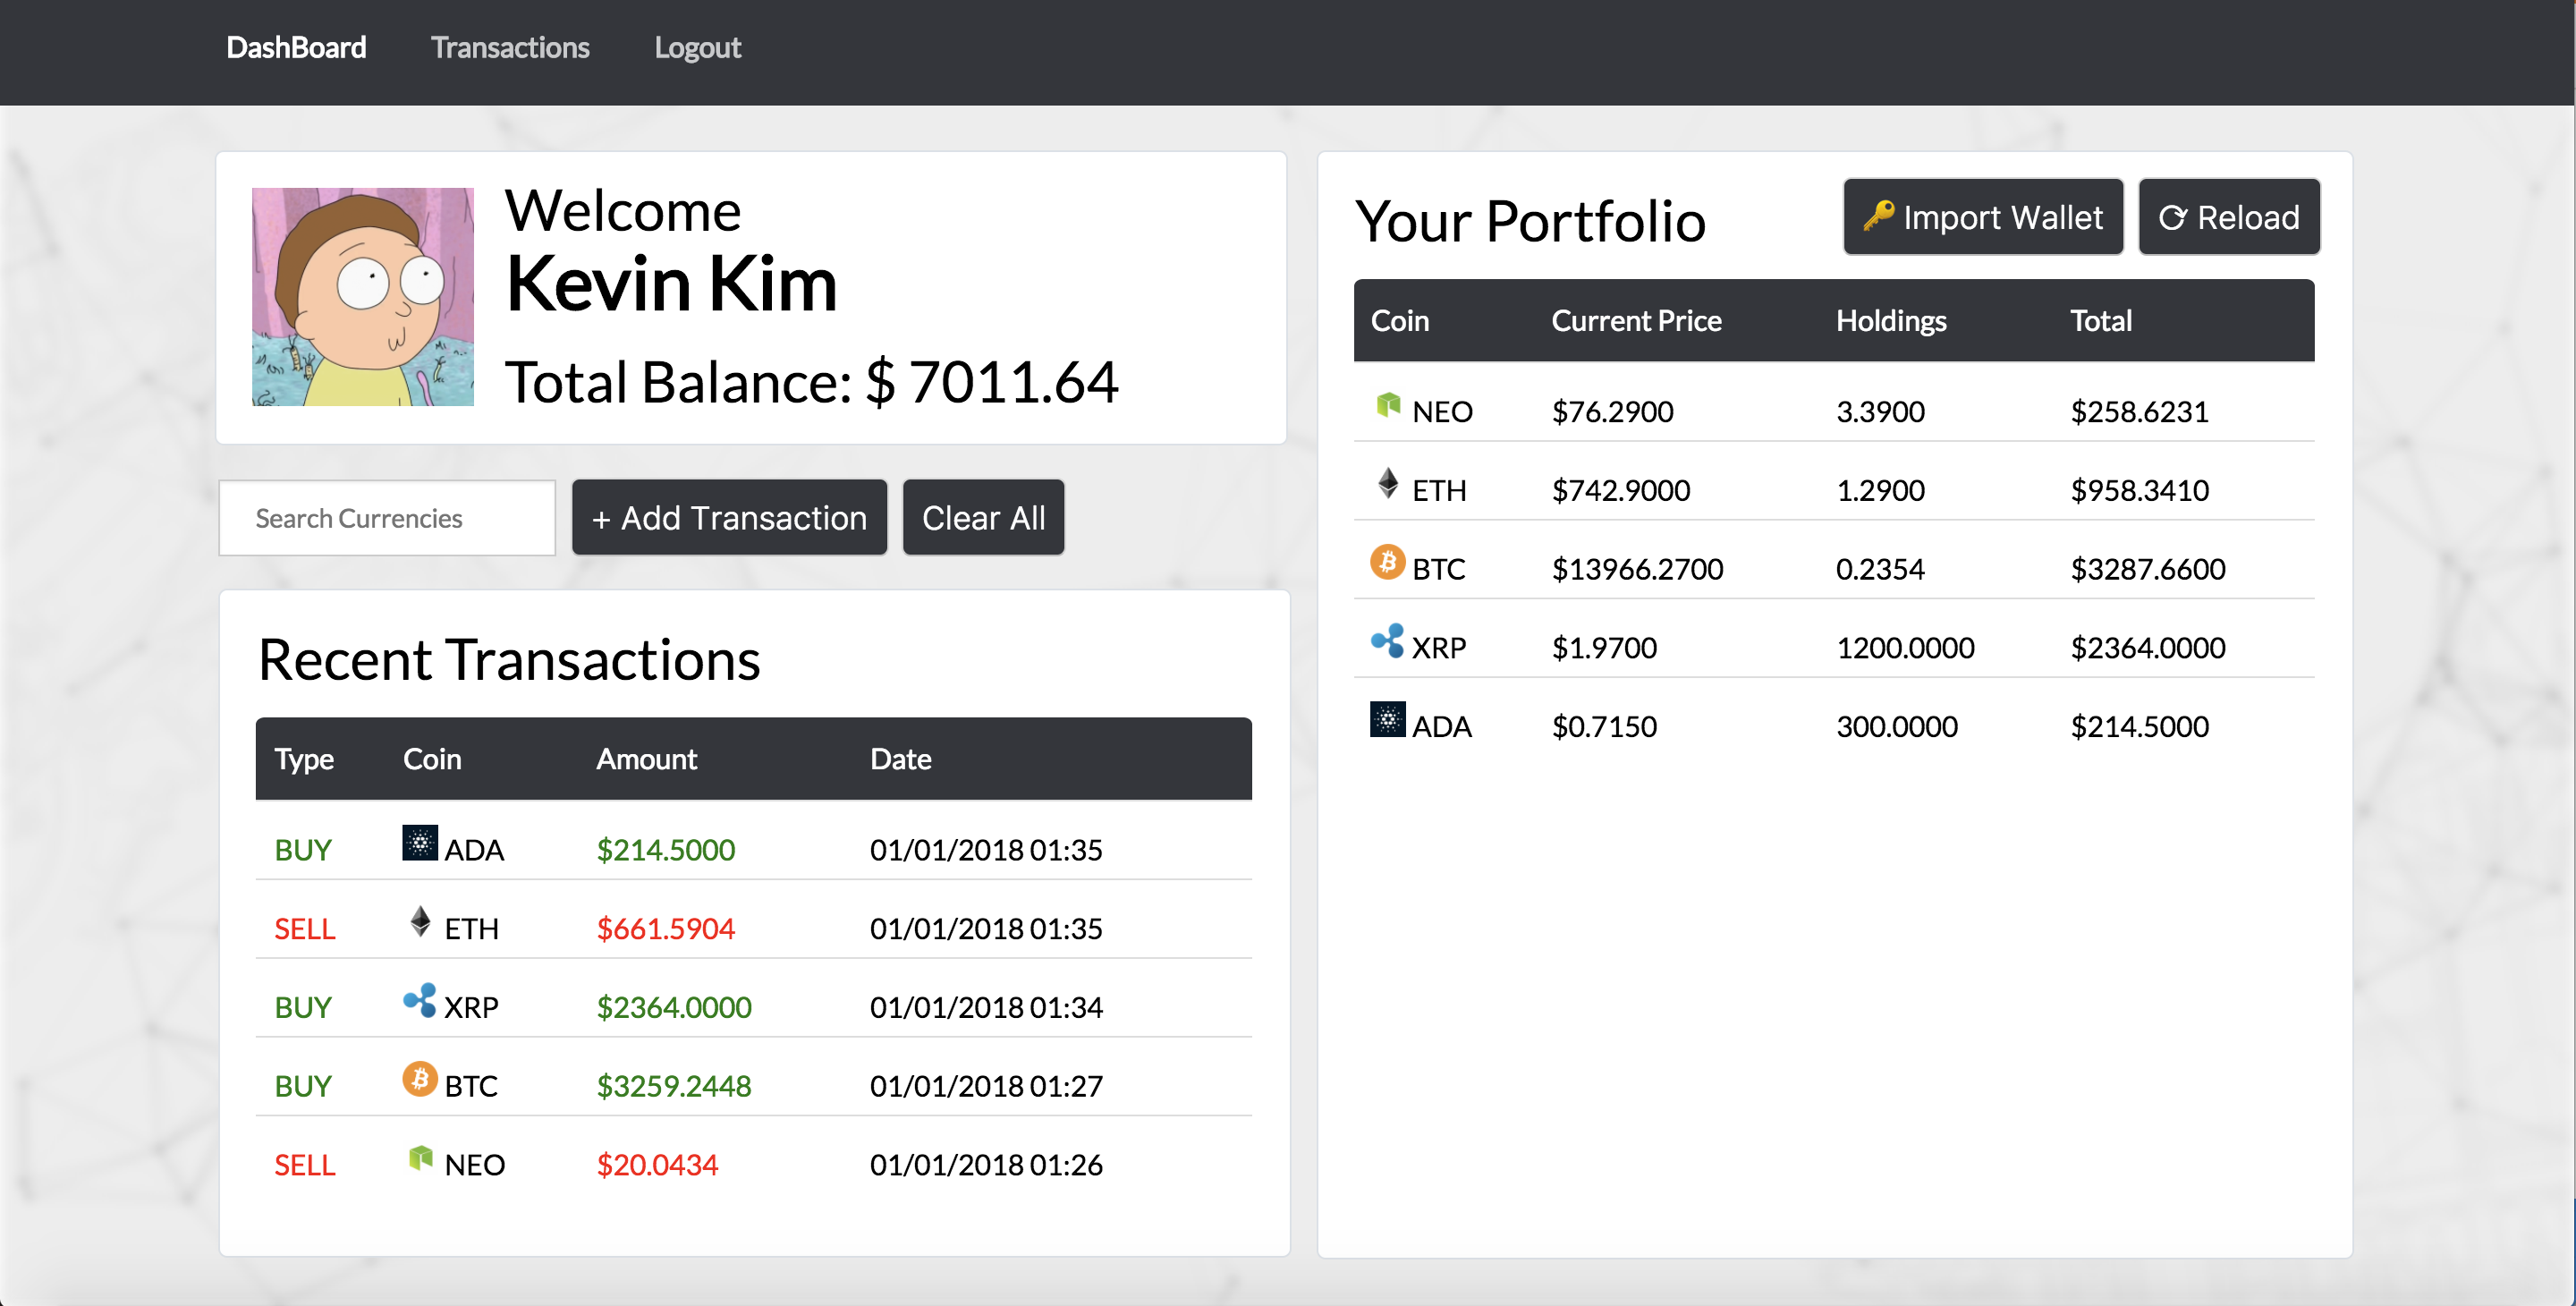 DashBoard Transactions Logout
Welcome
Kevin Kim
Total Balance: $ 7011.64
Search Currencies + Add Transaction Clear All
Recent Transactions
Type Coin Amount Date
BUY ADA $214.5000 01/01/2018 01:35
SELL ETH $661.5904 01/01/2018 01:35
BUY XRP $2364.0000 01/01/2018 01:34
BUY BTC $3259.2448 01/01/2018 01:27
SELL NEO $20.0434 01/01/2018 01:26
Your Portfolio Import Wallet Reload
Coin Current Price Holdings Total
NEO $76.2900 3.3900 $258.6231
ETH $742.9000 1.2900 $958.3410
BTC $13966.2700 0.2354 $3287.6600
XRP $1.9700 1200.0000 $2364.0000
ADA $0.7150 300.0000 $214.5000